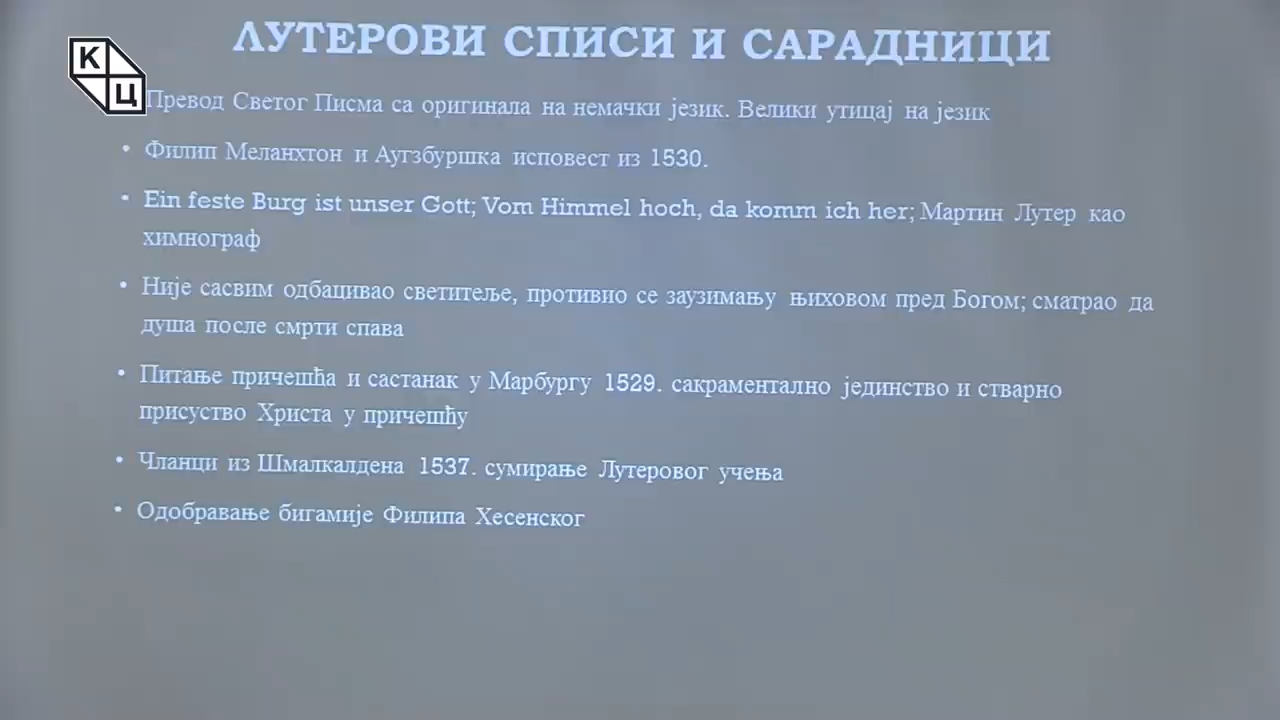 ЛУТЕРОВИ СПИСИ И САРАДНИЦИ
К
Ц
Превод Светог Писма са оригинала на немачки језик. Велики утицај на језик
• Филип Меланхтон и Аугзбуршка исповест из 1530.
• Ein feste Burg ist unser Gott; Vom Himmel hoch, da komm ich her; Мартин Лутер као
химнограф
• Није сасвим одбацивао светитеље, противио се заузимању њиховом пред Богом; сматрао да
душа после смрти спава
• Питање причешћа и састанак у Марбургу 1529. сакраментално јединство и стварно
присуство Христа у причешћу
• Чланци из Шмалкалдена 1537. сумирање Лутеровог учења
• Одобравање бигамије Филипа Хесенског